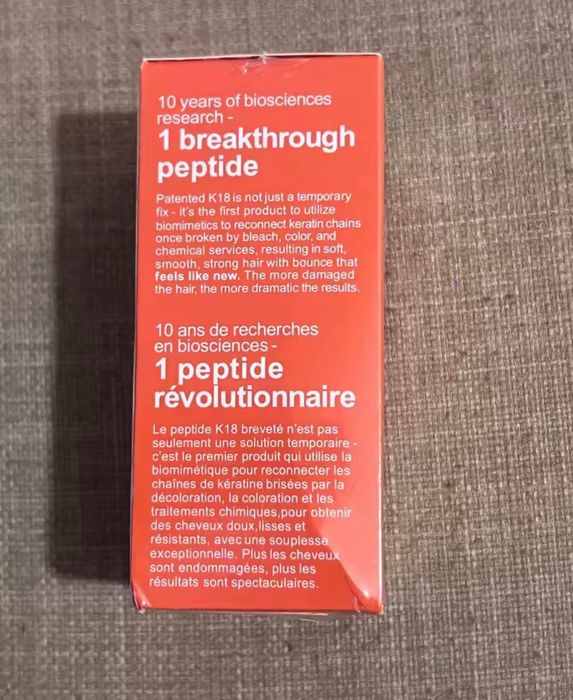 10 years of biosciences
research -
1 breakthrough
peptide
Patented K18 is not just a temporary
fix - it's the first product to utilize
biomimetics to reconnect keratin chains
once broken by bleach, color, and
chemical services, resulting in soft,
smooth, strong hair with bounce that
feels like new. The more damaged
the hair, the more dramatic the results.
10 ans de recherches
en biosciences -
1 peptide
révolutionnaire
Le peptide K18 breveté n'est pas
seulement une solution temporaire -
c'est le premier produit qui utilise la
biomimétique pour reconnecter les
chaînes de kératine brisées par la
décoloration, la coloration et les
traitements chimiques,pour obtenir
des cheveux doux,lisses et
résistants, avec une souplesse
exceptionnelle. Plus les cheveux
sont endommagées, plus les
résultats sont spectaculaires.